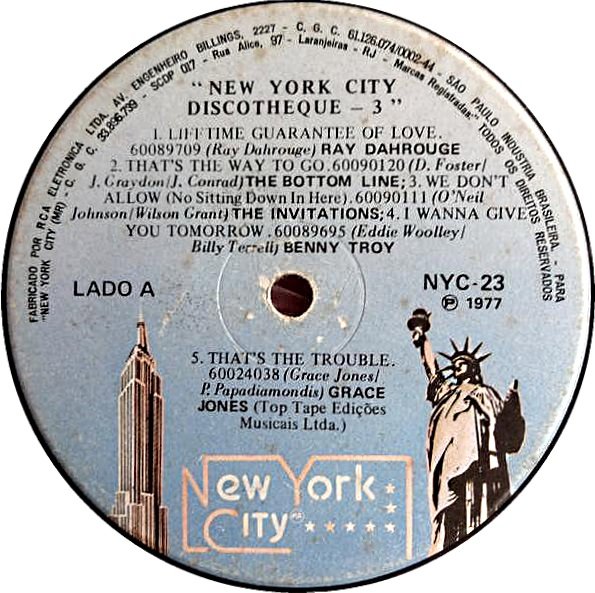 FABRICADO POR RCA ELETRONICA LTDA, AV. ENGENHEIRO BILLINGS, 2227 - C. G. C. 61.126.074/0002-44 - SÃO PAULO INDUSTRIA BRASILEIRA. - PARA
"NEW YORK CITY (MR) - C. G. C. 33.856.739 - SCDP 017 - Rua Alice, 97 - Laranjeiras - RJ - Marcas Registradas." TODOS OS DIREITOS RESERVADOS
"NEW YORK CITY
DISCOTHEQUE – 3"
1. LIFETIME GUARANTEE OF LOVE.
60089709 (Ray Dahrouge) RAY DAHROUGE
2. THAT'S THE WAY TO GO.60090120 (D. Foster/
J. Graydon/J. Conrad) THE BOTTOM LINE; 3. WE DON'T
ALLOW (No Sitting Down In Here). 60090111 (O'Neil
Johnson/Wilson Grant) THE INVITATIONS; 4. I WANNA GIVE
YOU TOMORROW. 60089695 (Eddie Woolley/
Billy Terrell) BENNY TROY
LADO A
NYC-23
℗ 1977
5. THAT'S THE TROUBLE.
60024038 (Grace Jones/
P. Papadiamondis) GRACE
JONES (Top Tape Edições
Musicais Ltda.)
New York
City MR